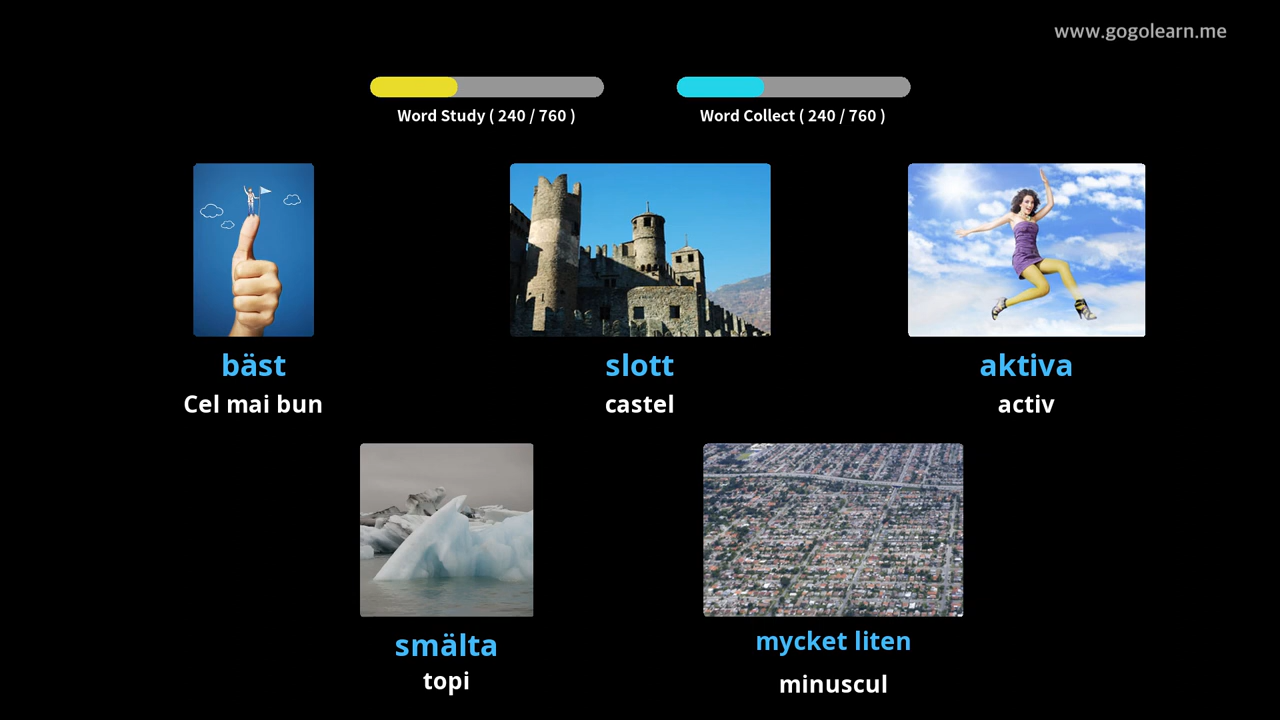 www.gogolearn.me
Word Study ( 240 / 760 )
Word Collect ( 240 / 760 )
bäst
Cel mai bun
slott
castel
aktiva
activ
smälta
topi
mycket liten
minuscul